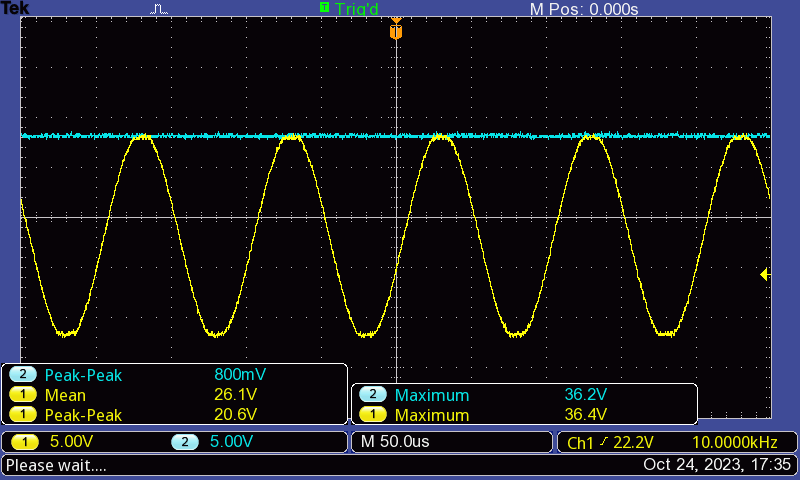 Tek T Trig'd M Pos: 0.000s
T
2 Peak-Peak 800mV
1 Mean 26.1V
1 Peak-Peak 20.6V
2 Maximum 36.2V
1 Maximum 36.4V
1 5.00V 2 5.00V M 50.0us Ch1 22.2V 10.0000kHz
Please wait.... Oct 24, 2023, 17:35